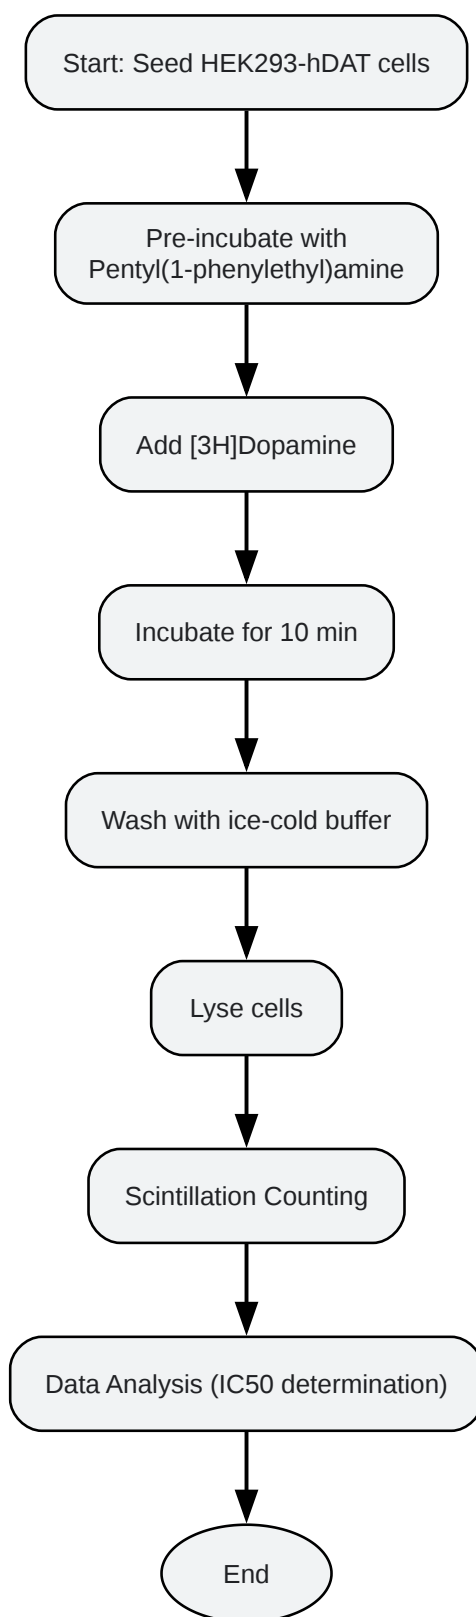 Start: Seed HEK293-hDAT cells
Pre-incubate with
Pentyl(1-phenylethyl)amine
Add [3H]Dopamine
Incubate for 10 min
Wash with ice-cold buffer
Lyse cells
Scintillation Counting
Data Analysis (IC50 determination)
End